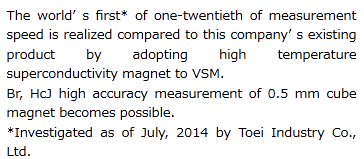 The world’ s first* of one-twentieth of measurement
speed is realized compared to this company’ s existing
product by adopting high temperature
superconductivity magnet to VSM.
Br, HcJ high accuracy measurement of 0.5 mm cube
magnet becomes possible.
*Investigated as of July, 2014 by Toei Industry Co.,
Ltd.